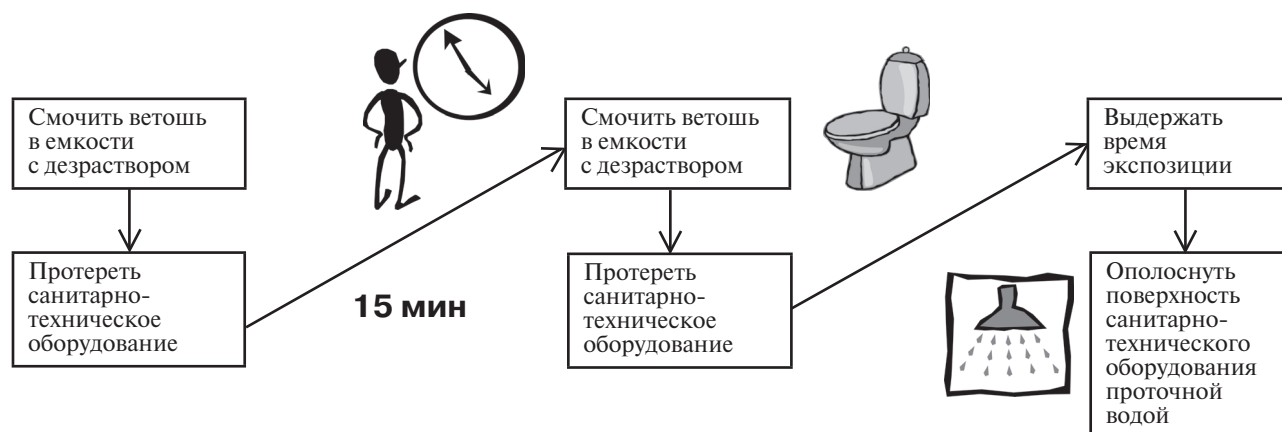 Смочить ветошь
в емкости
с дезраствором
Протереть
санитарно-
техническое
оборудование
15 мин
Смочить ветошь
в емкости
с дезраствором
Протереть
санитарно-
техническое
оборудование
Выдержать
время
экспозиции
Ополоснуть
поверхность
санитарно-
технического
оборудования
проточной
водой